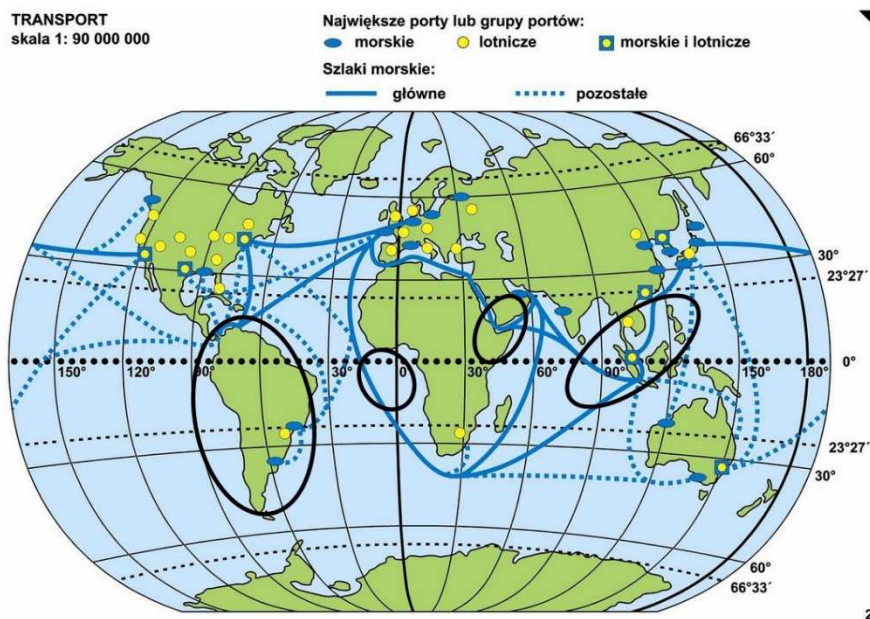 TRANSPORT
skala 1: 90 000 000
Największe porty lub grupy portów:
morskie lotnicze morskie i lotnicze
Szlaki morskie:
główne pozostałe
66°33´
60°
30°
23°27´
150° 120° 90° 30° 0° 30° 60° 90° 150° 180° 0°
23°27´
30°
60°
66°33´
2